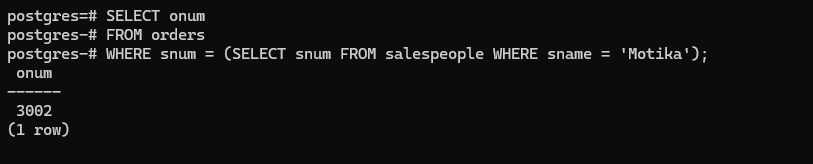 postgres=# SELECT onum
postgres-# FROM orders
postgres-# WHERE snum = (SELECT snum FROM salespeople WHERE sname = 'Motika');
 onum
------
 3002
(1 row)